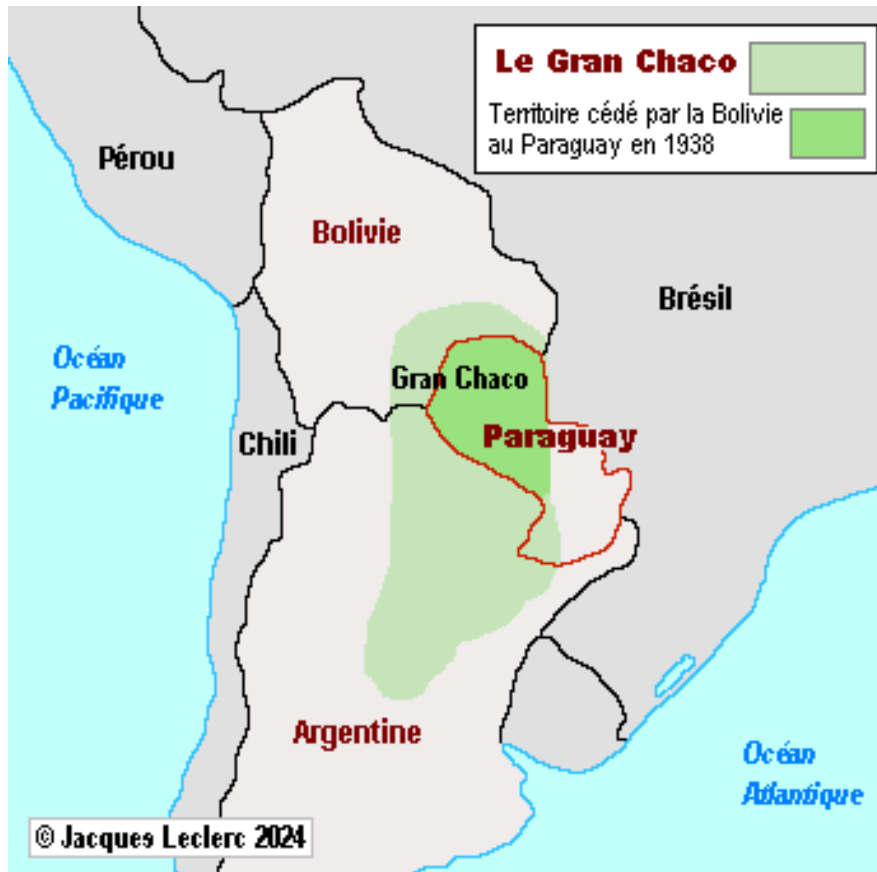 Le Gran Chaco
Territoire cédé par la Bolivie
au Paraguay en 1938
Pérou
Bolivie
Brésil
Océan
Pacifique
Gran Chaco
Chili
Paraguay
Argentine
Océan
Atlantique
© Jacques Leclerc 2024